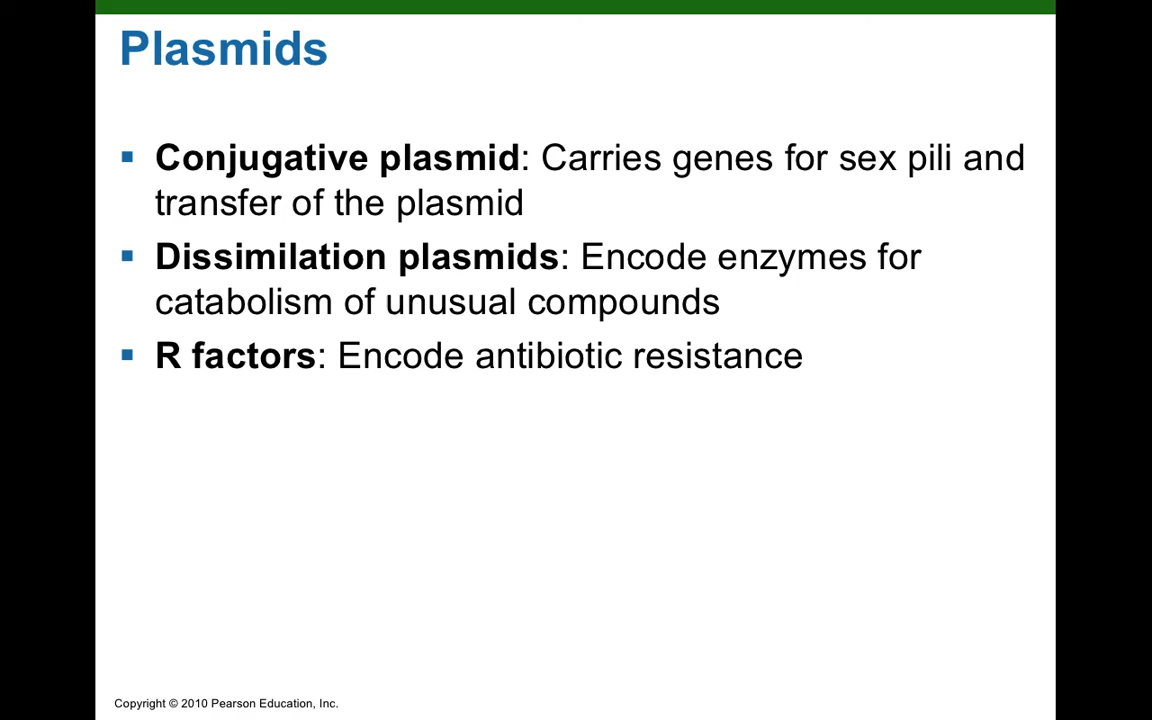 Plasmids
▪ Conjugative plasmid: Carries genes for sex pili and
transfer of the plasmid
▪ Dissimilation plasmids: Encode enzymes for
catabolism of unusual compounds
▪ R factors: Encode antibiotic resistance
Copyright © 2010 Pearson Education, Inc.